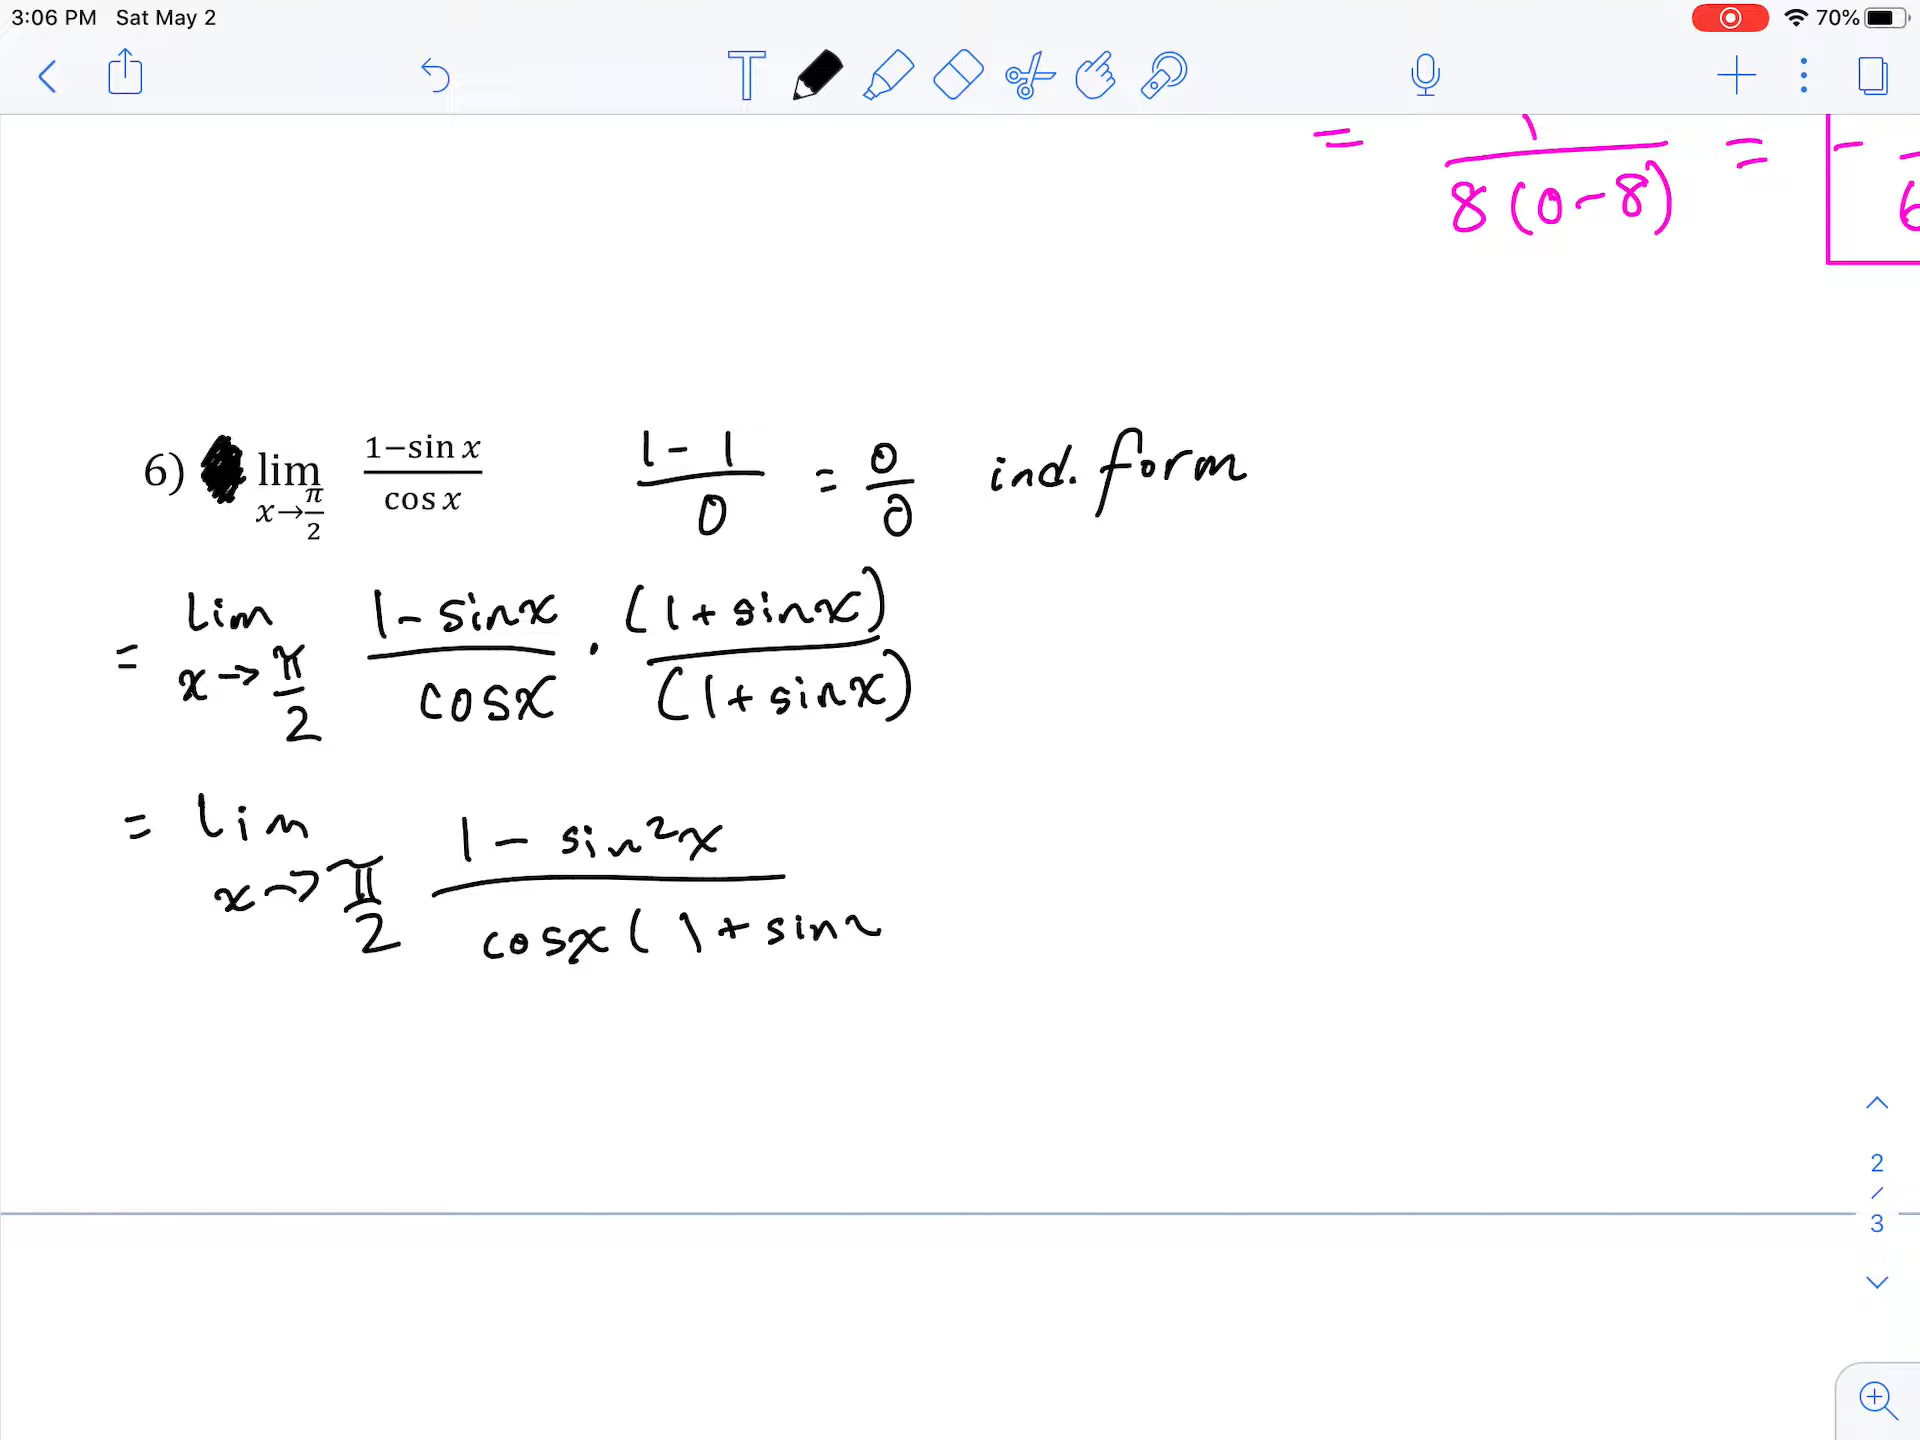 3:06 PM Sat May 2 70%
T
= 1/8(0-8) = -
6) lim x→π/2 1−sin x/cos x 1-1/0 = 0/0 ind. form
= lim x→π/2 1-sinx/cosx · (1+sinx)/(1+sinx)
= lim x→π/2 1-sin²x/cosx(1+sin
2
/
3